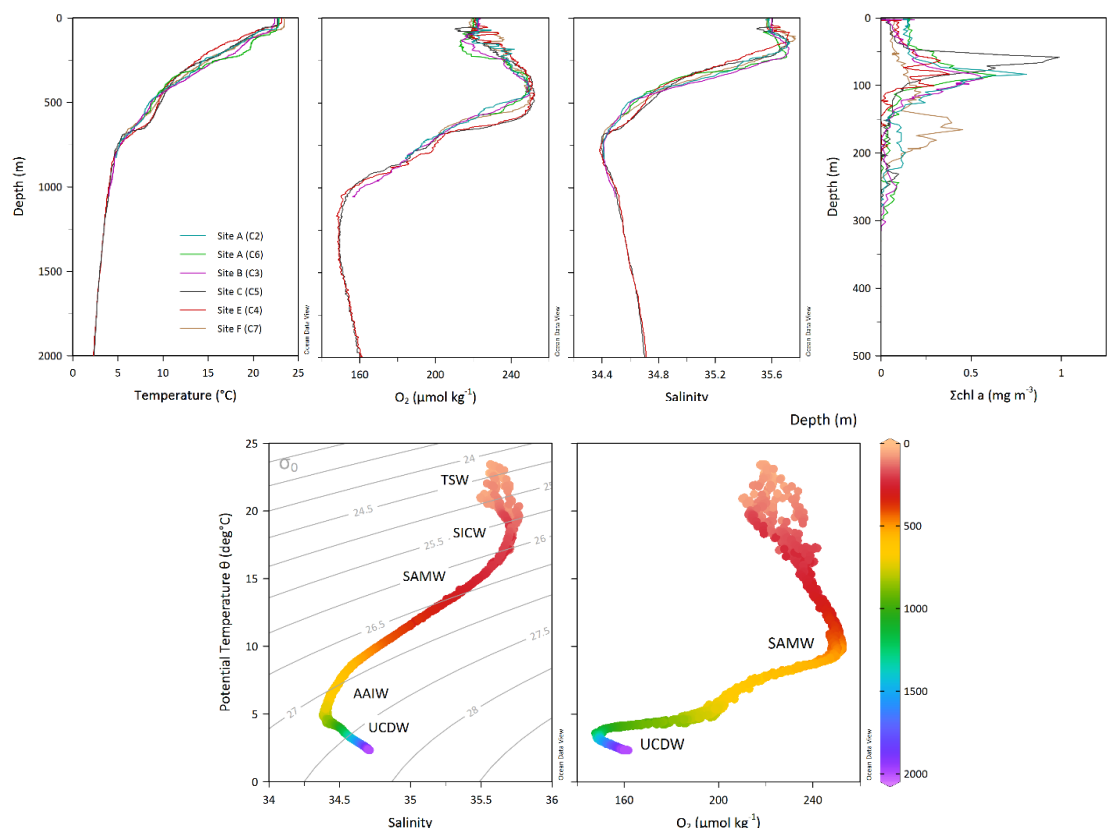 0
500
1000
1500
2000
Depth (m)
0
5
10
15
20
25
Temperature (°C)
Site A (C2)
Site A (C6)
Site B (C3)
Site C (C5)
Site E (C4)
Site F (C7)
Ocean Data View
160
200
240
O₂ (µmol kg⁻¹)
Ocean Data View
34.4
34.8
35.2
35.6
Salinity
Ocean Data View
0
100
200
300
400
500
Depth (m)
0
0.5
1
Σchl a (mg m⁻³)
Depth (m)
25
20
15
10
5
0
Potential Temperature θ (deg°C)
σ₀
24
24.5
25
25.5
26
26.5
27
27.5
28
TSW
SICW
SAMW
AAIW
UCDW
34
34.5
35
35.5
36
Salinity
Ocean Data View
SAMW
UCDW
160
200
240
O₂ (µmol kg⁻¹)
Ocean Data View
0
500
1000
1500
2000